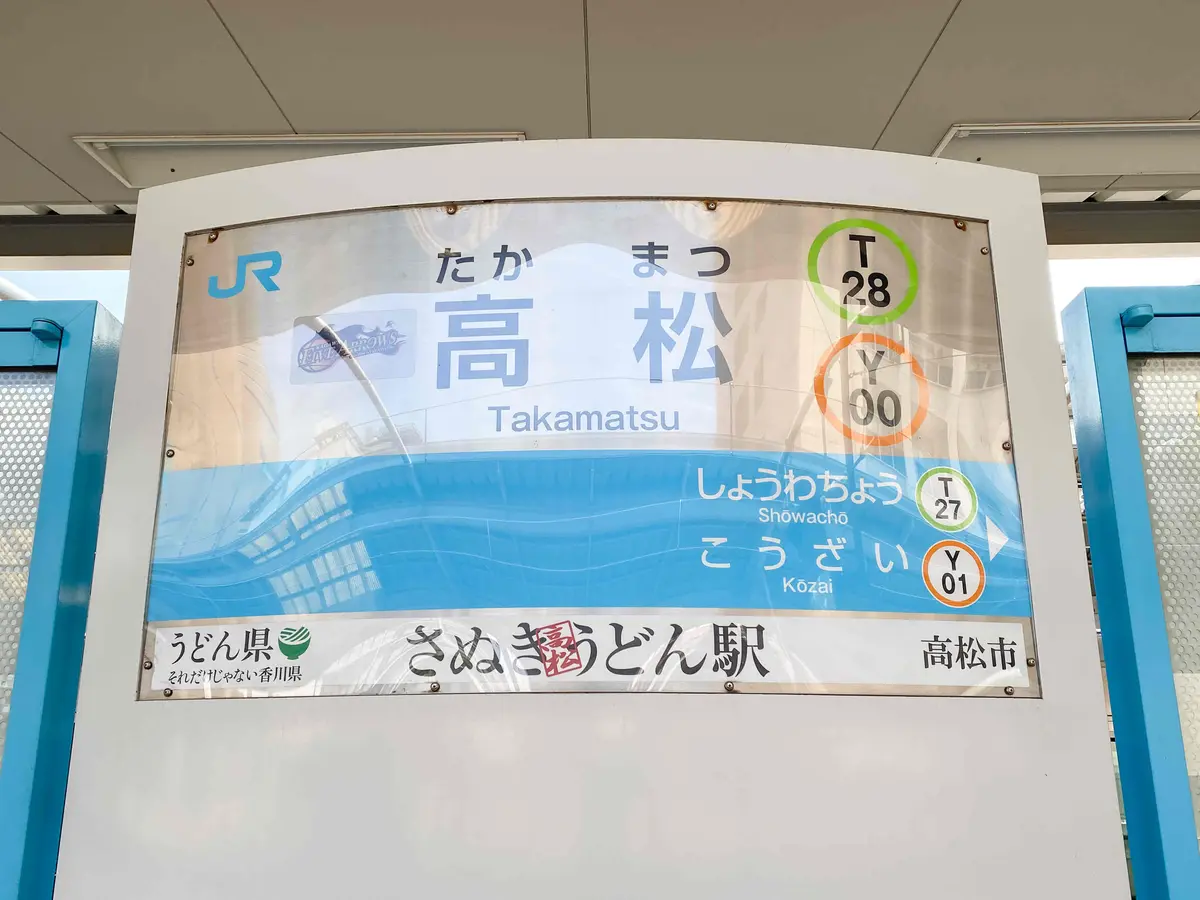 JR
たか まつ
高 松
Takamatsu
FIVE ARROWS
T
28
Y
00
しょうわちょう
Shōwachō
T
27
こうざい
Kōzai
Y
01
うどん県
それだけじゃない香川県
さぬき高松うどん駅
高松市